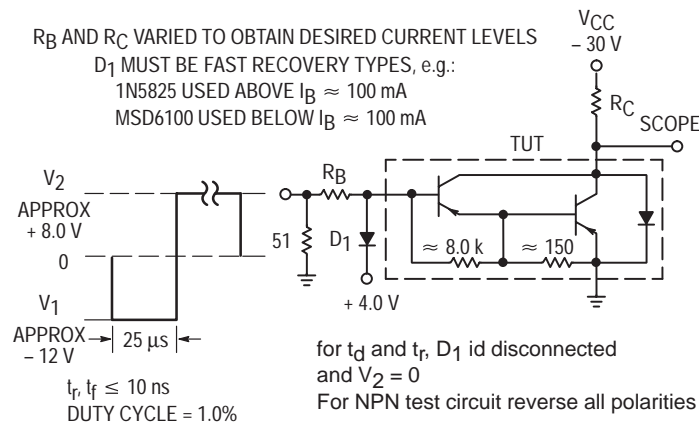 R_B AND R_C VARIED TO OBTAIN DESIRED CURRENT LEVELS
D_1 MUST BE FAST RECOVERY TYPES, e.g.:
1N5825 USED ABOVE I_B ≈ 100 mA
MSD6100 USED BELOW I_B ≈ 100 mA
V_CC
– 30 V
R_C
SCOPE
TUT
V_2
APPROX
+ 8.0 V
0
V_1
APPROX
– 12 V
25 µs
t_r, t_f ≤ 10 ns
DUTY CYCLE = 1.0%
51
R_B
D_1
+ 4.0 V
≈ 8.0 k
≈ 150
for t_d and t_r, D_1 id disconnected
and V_2 = 0
For NPN test circuit reverse all polarities